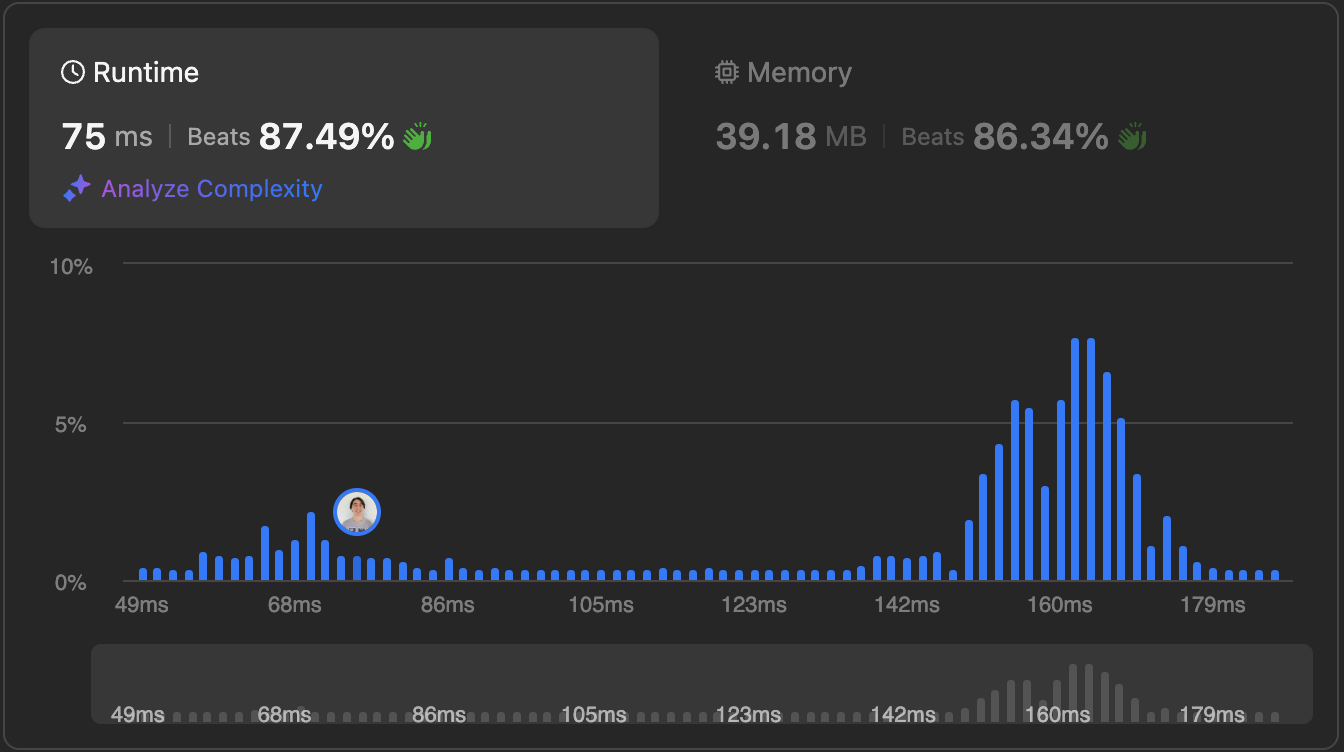 Runtime
75 ms | Beats 87.49%
Analyze Complexity
Memory
39.18 MB | Beats 86.34%
10%
5%
0%
49ms 68ms 86ms 105ms 123ms 142ms 160ms 179ms
49ms 68ms 86ms 105ms 123ms 142ms 160ms 179ms